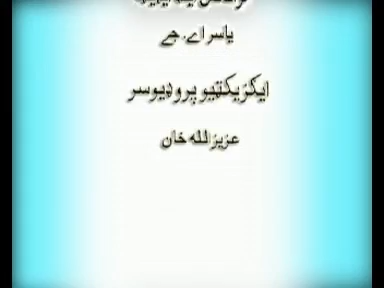 یاسر اے. جے
ایگزیکٹیو پروڈیوسر
عزیز اللہ خان